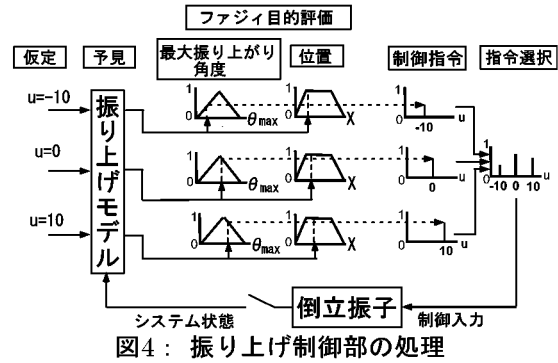 ファジィ目的評価
仮定
予見
最大振り上がり
角度
位置
制御指令
指令選択
u=-10
u=0
u=10
振り上げモデル
1
0
θmax
1
0
X
1
0
-10
u
1
0
θmax
1
0
X
1
0
0
u
1
0
θmax
1
0
X
1
0
10
u
1
0
-10 0 10
u
システム状態
倒立振子
制御入力
図4： 振り上げ制御部の処理